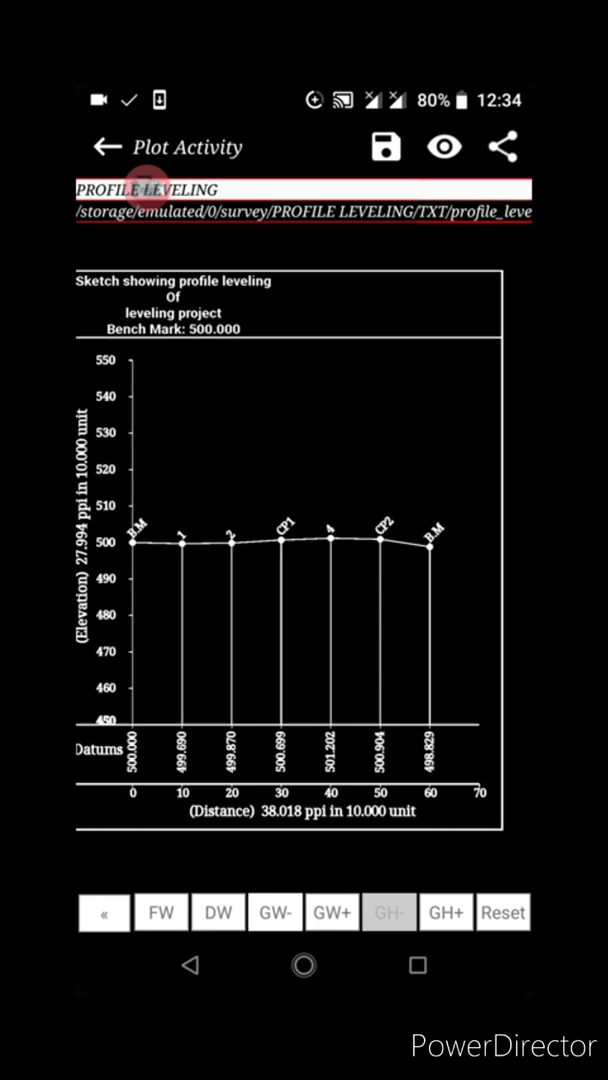 80% 12:34
Plot Activity
PROFILE LEVELING
/storage/emulated/0/survey/PROFILE LEVELING/TXT/profile_leve
Sketch showing profile leveling
Of
leveling project
Bench Mark: 500.000
550
540
530
520
510
500
490
480
470
460
450
(Elevation) 27.994 ppi in 10.000 unit
B.M 1 2 CP1 4 CP2 B.M
Datums 500.000 499.690 499.870 500.699 501.202 500.904 498.829
0 10 20 30 40 50 60 70
(Distance) 38.018 ppi in 10.000 unit
« FW DW GW- GW+ GH- GH+ Reset
PowerDirector